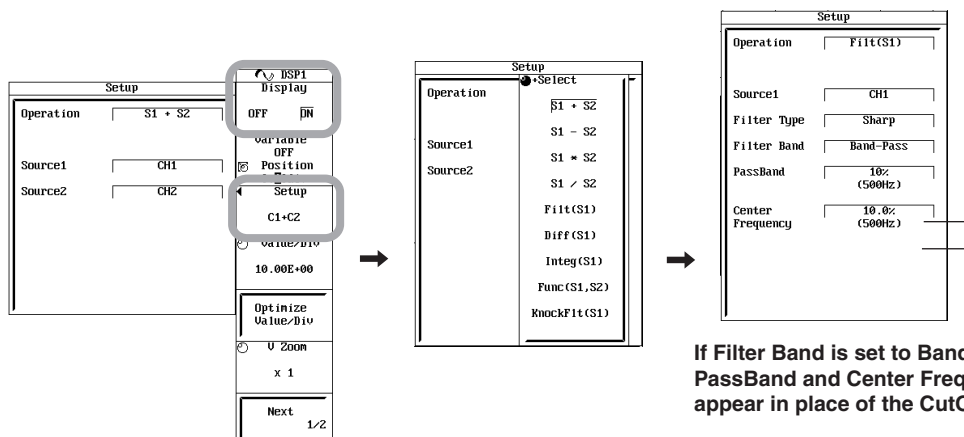 Setup
Operation S1 + S2
Source1 CH1
Source2 CH2
DSP1
Display
OFF ON
Variable
OFF
Position
Setup
C1+C2
Value/Div
10.00E+00
Optimize
Value/Div
V Zoom
x 1
Next
1/2
Setup
Operation
Source1
Source2
+Select
S1 + S2
S1 - S2
S1 * S2
S1 / S2
Filt(S1)
Diff(S1)
Integ(S1)
Func(S1,S2)
KnockFlt(S1)
Setup
Operation Filt(S1)
Source1 CH1
Filter Type Sharp
Filter Band Band-Pass
PassBand 10%
(500Hz)
Center Frequency 10.0%
(500Hz)
If Filter Band is set to Band
PassBand and Center Freq
appear in place of the CutO